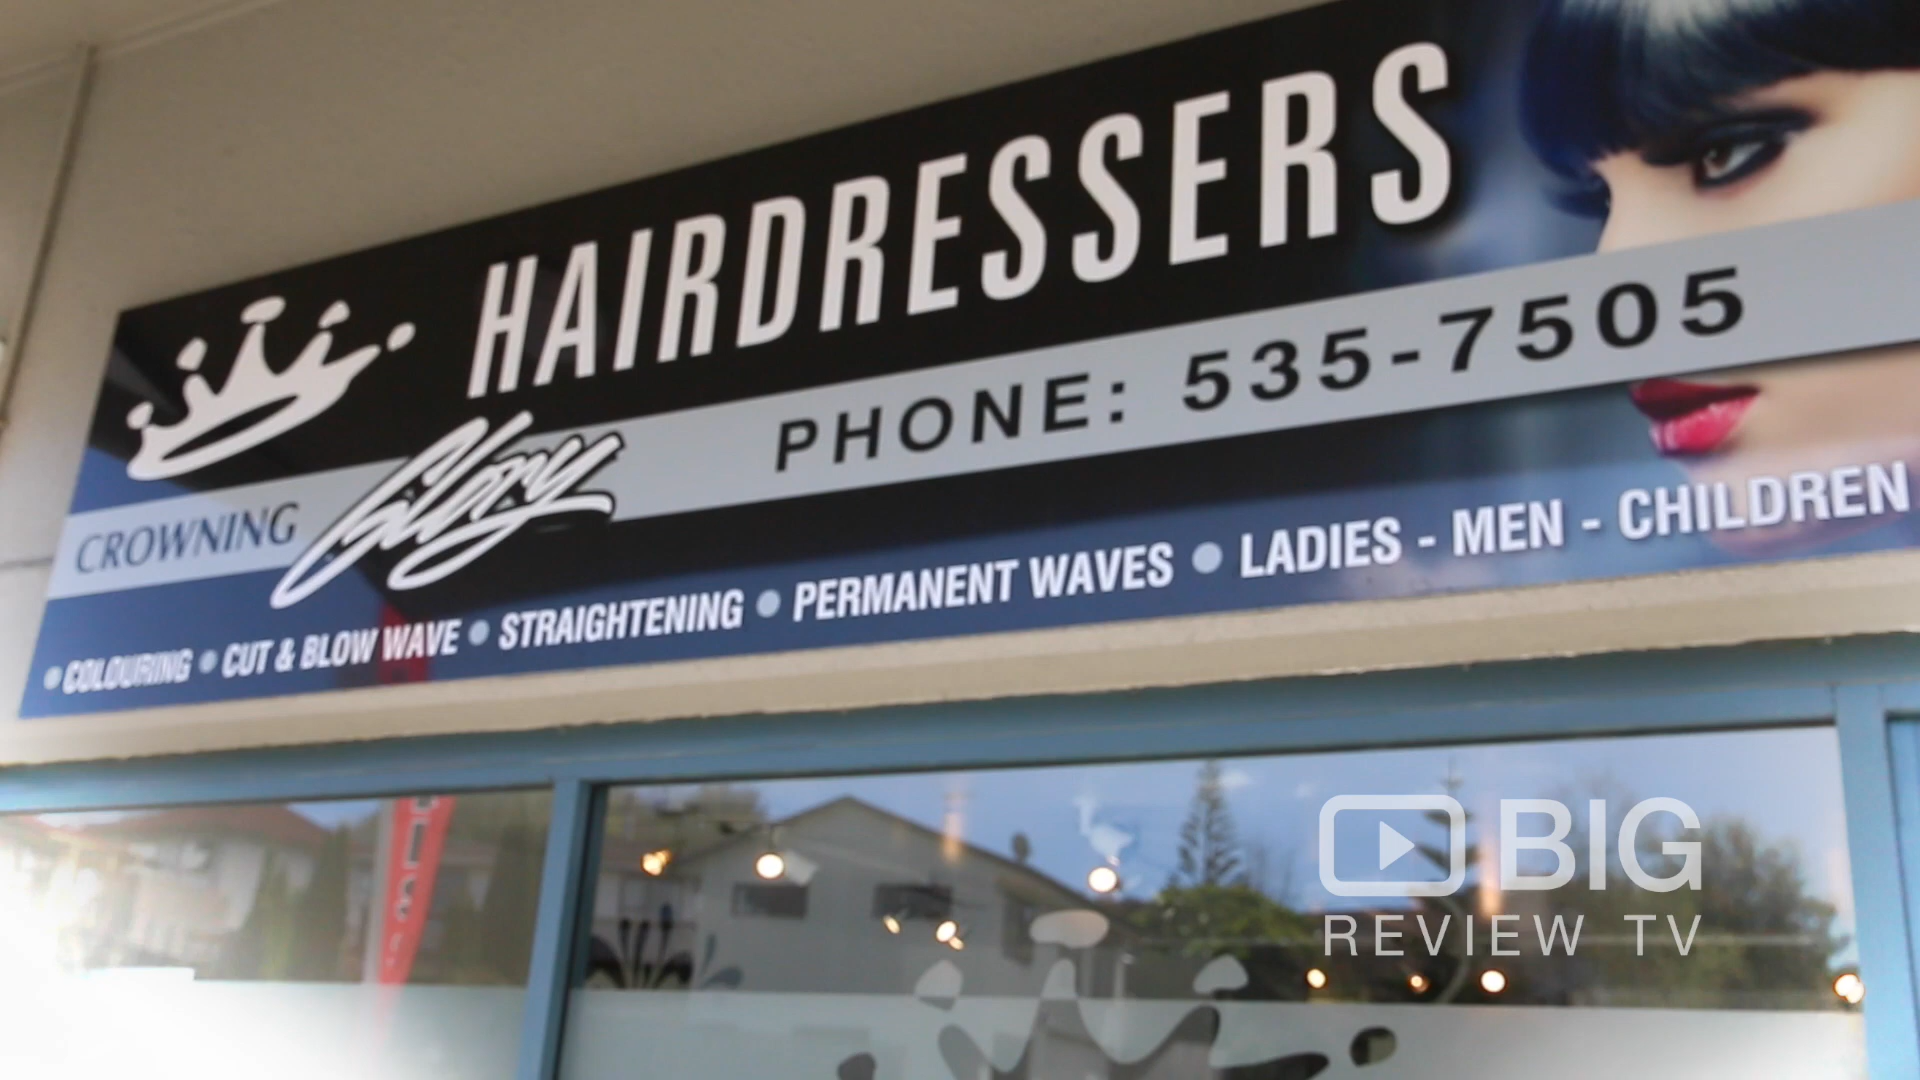 HAIRDRESSERS
PHONE: 535-7505
CROWNING Glory
• COLOURING • CUT & BLOW WAVE • STRAIGHTENING • PERMANENT WAVES • LADIES - MEN - CHILDREN
BIG
REVIEW TV